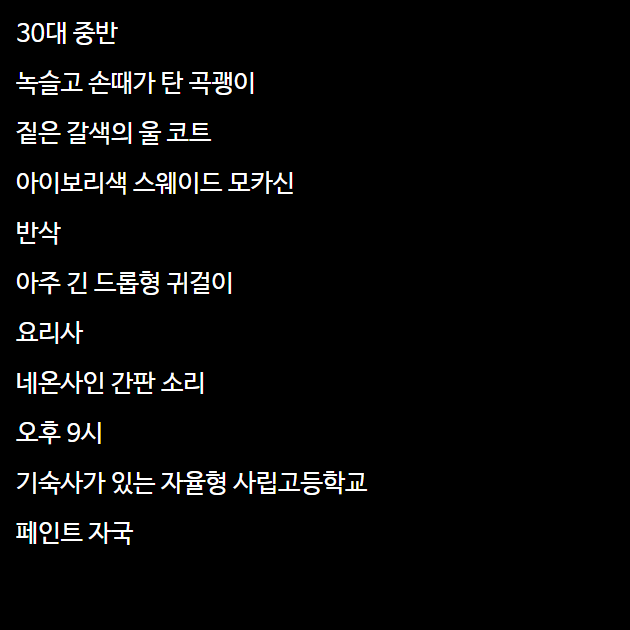 30대 중반
녹슬고 손때가 탄 곡괭이
짙은 갈색의 울 코트
아이보리색 스웨이드 모카신
반삭
아주 긴 드롭형 귀걸이
요리사
네온사인 간판 소리
오후 9시
기숙사가 있는 자율형 사립고등학교
페인트 자국